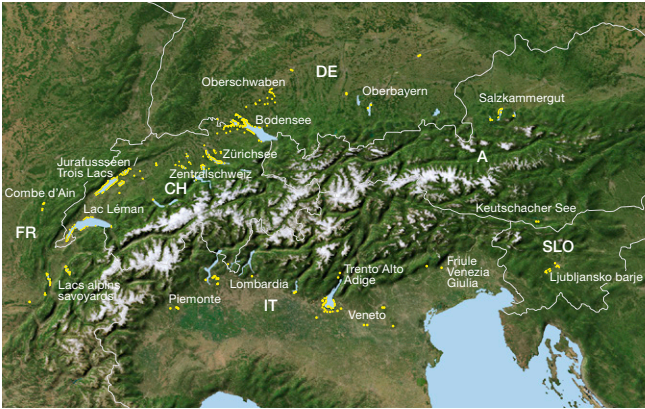 DE
Oberschwaben
Oberbayern
Salzkammergut
Bodensee
Zürichsee
Jurafussseen
Trois Lacs
Zentralschweiz
A
CH
Combe d'Ain
Lac Léman
Keutschacher See
FR
SLO
Friule
Venezia
Giulia
Trento Alto
Adige
Ljubljansko barje
Lacs alpins
savoyards
Lombardia
Piemonte
IT
Veneto